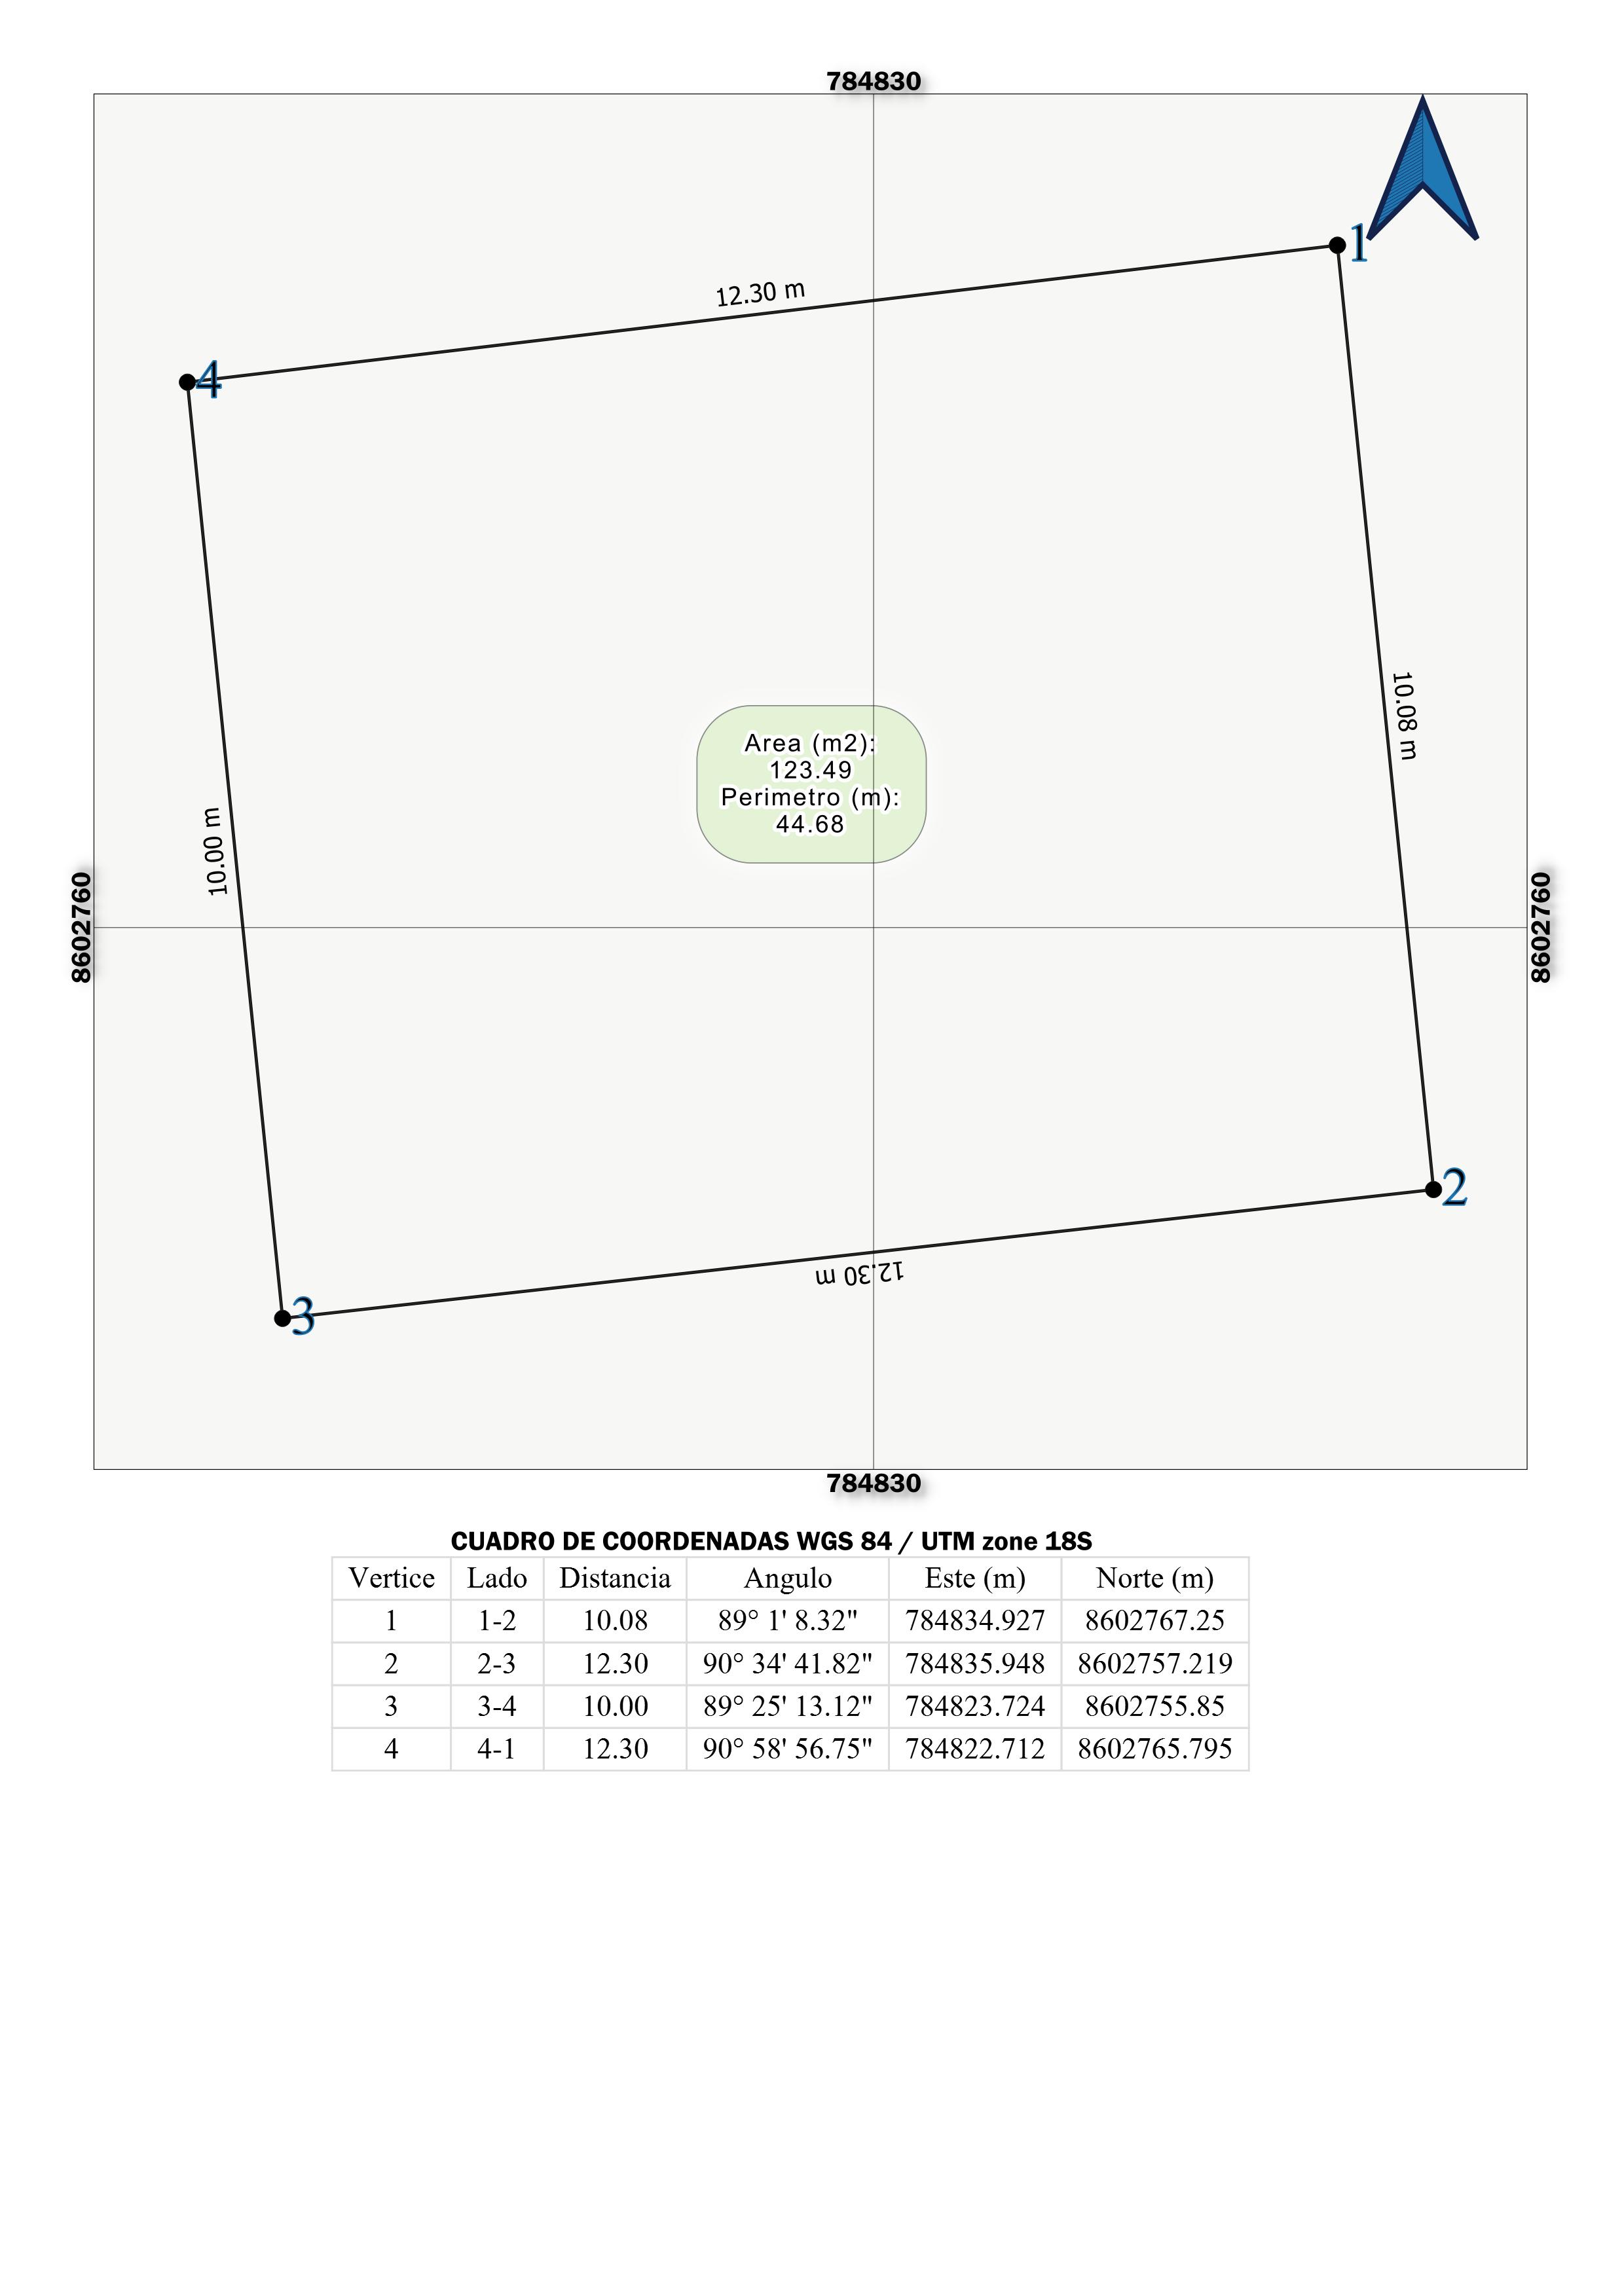 784830
1
12.30 m
4
10.08 m
Area (m2):
123.49
Perimetro (m):
44.68
10.00 m
8602760
8602760
2
12.30 m
3
784830
CUADRO DE COORDENADAS WGS 84 / UTM zone 18S
Vertice Lado Distancia Angulo Este (m) Norte (m)
1 1-2 10.08 89° 1' 8.32" 784834.927 8602767.25
2 2-3 12.30 90° 34' 41.82" 784835.948 8602757.219
3 3-4 10.00 89° 25' 13.12" 784823.724 8602755.85
4 4-1 12.30 90° 58' 56.75" 784822.712 8602765.795